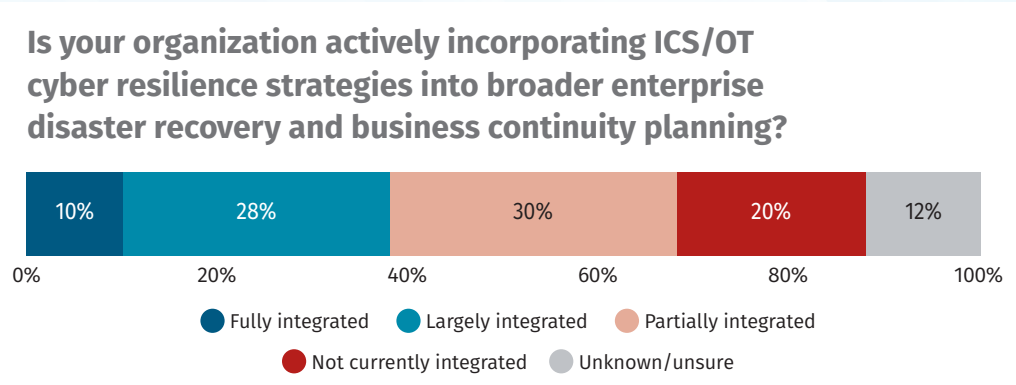 Is your organization actively incorporating ICS/OT
cyber resilience strategies into broader enterprise
disaster recovery and business continuity planning?
10% 28% 30% 20% 12%
0% 20% 40% 60% 80% 100%
Fully integrated Largely integrated Partially integrated
Not currently integrated Unknown/unsure